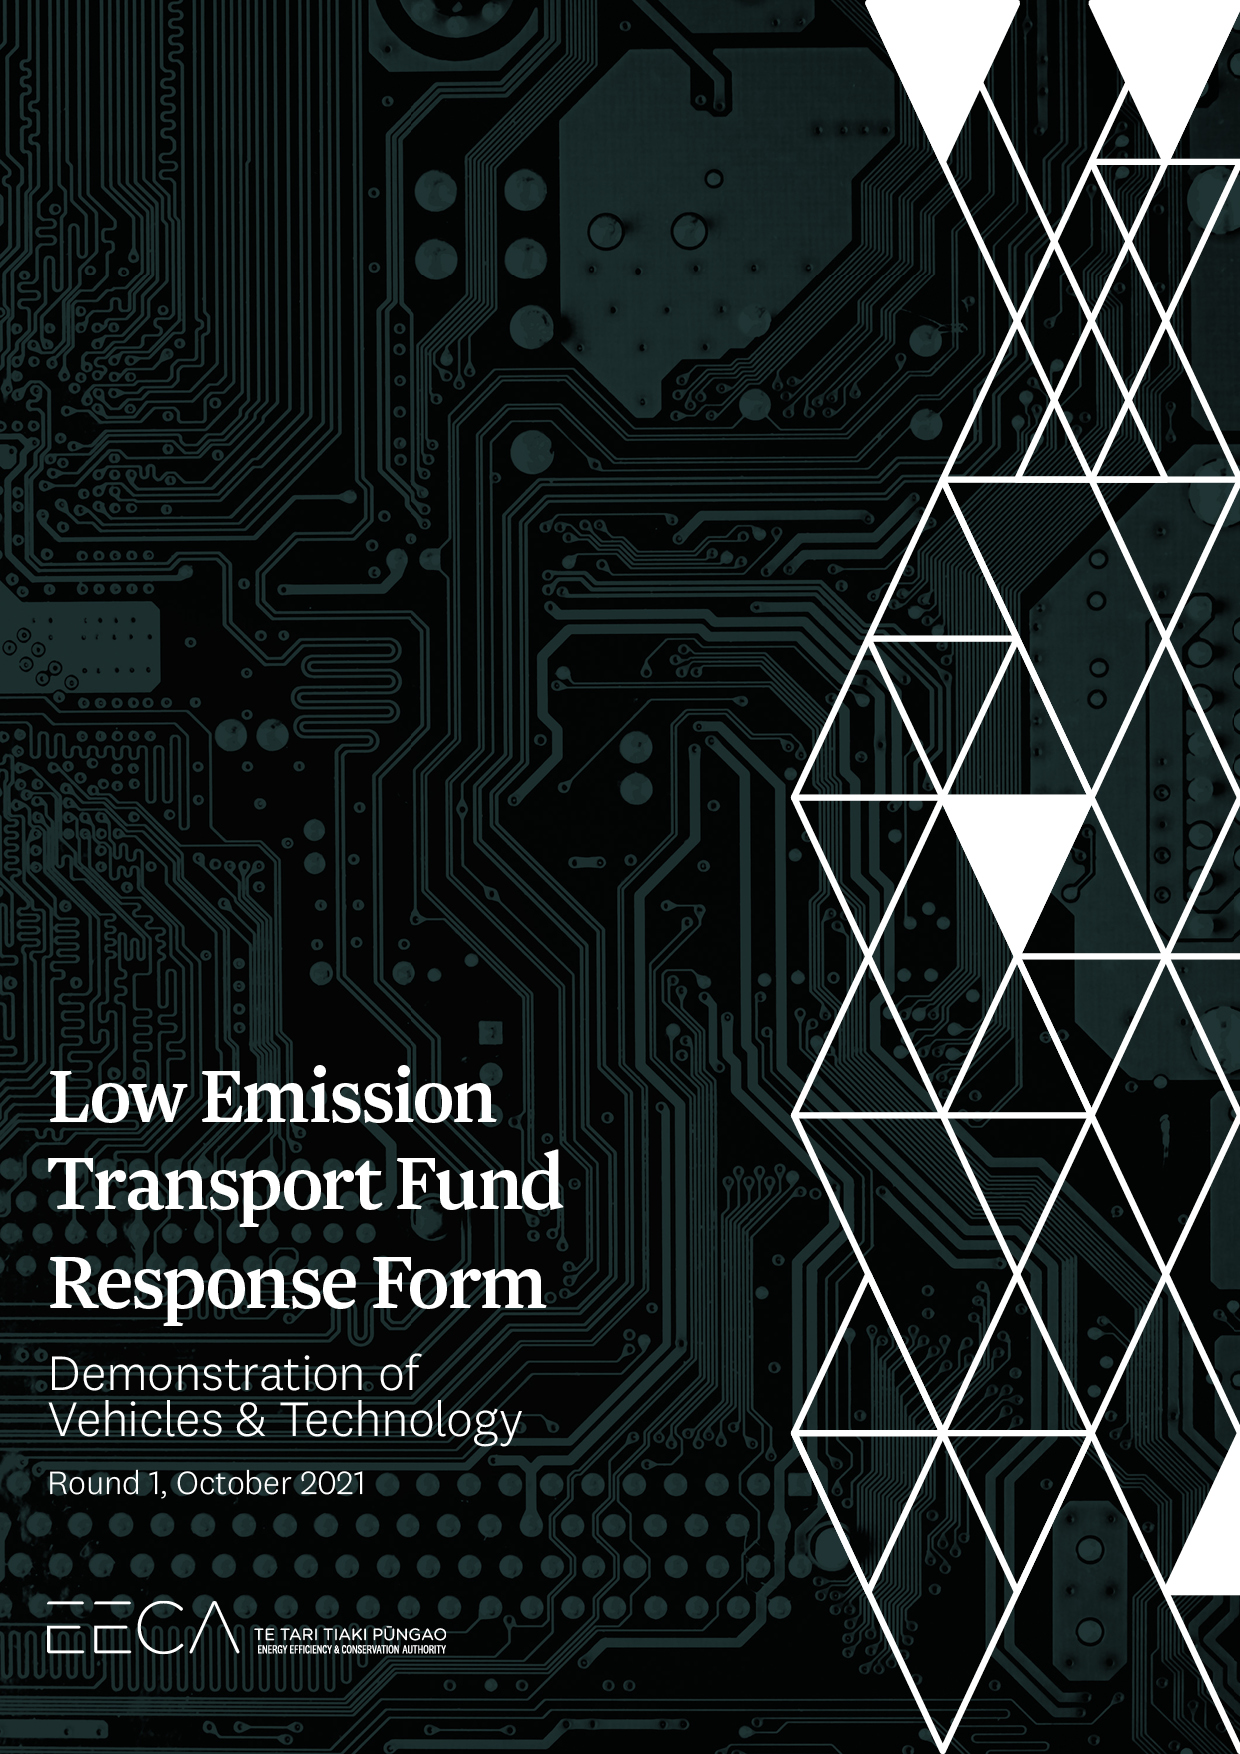 Low Emission
Transport Fund
Response Form
Demonstration of
Vehicles & Technology
Round 1, October 2021
EECA
TE TARI TIAKI PŪNGAO
ENERGY EFFICIENCY & CONSERVATION AUTHORITY